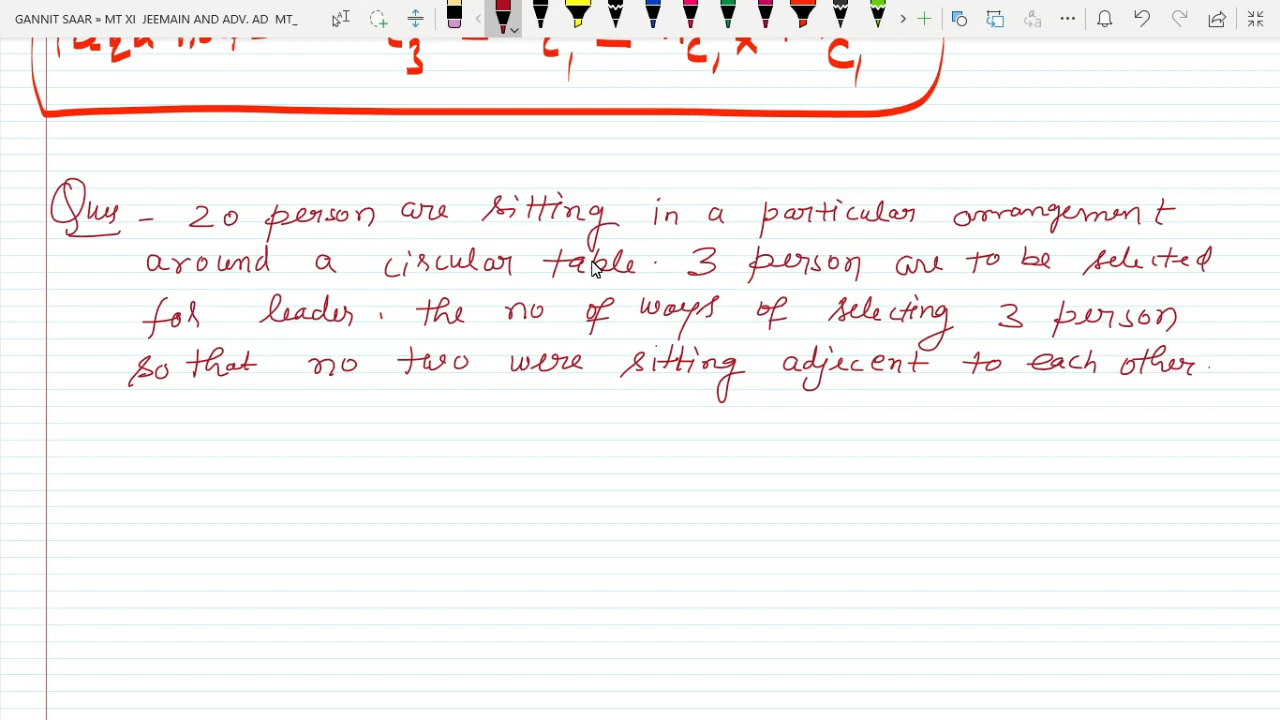 GANNIT SAAR » MT XI JEEMAIN AND ADV. AD MT_
Ques - 20 person are sitting in a particular arrangement
around a circular table. 3 person are to be selected
for leader. the no of ways of selecting 3 person
so that no two were sitting adjecent to each other.